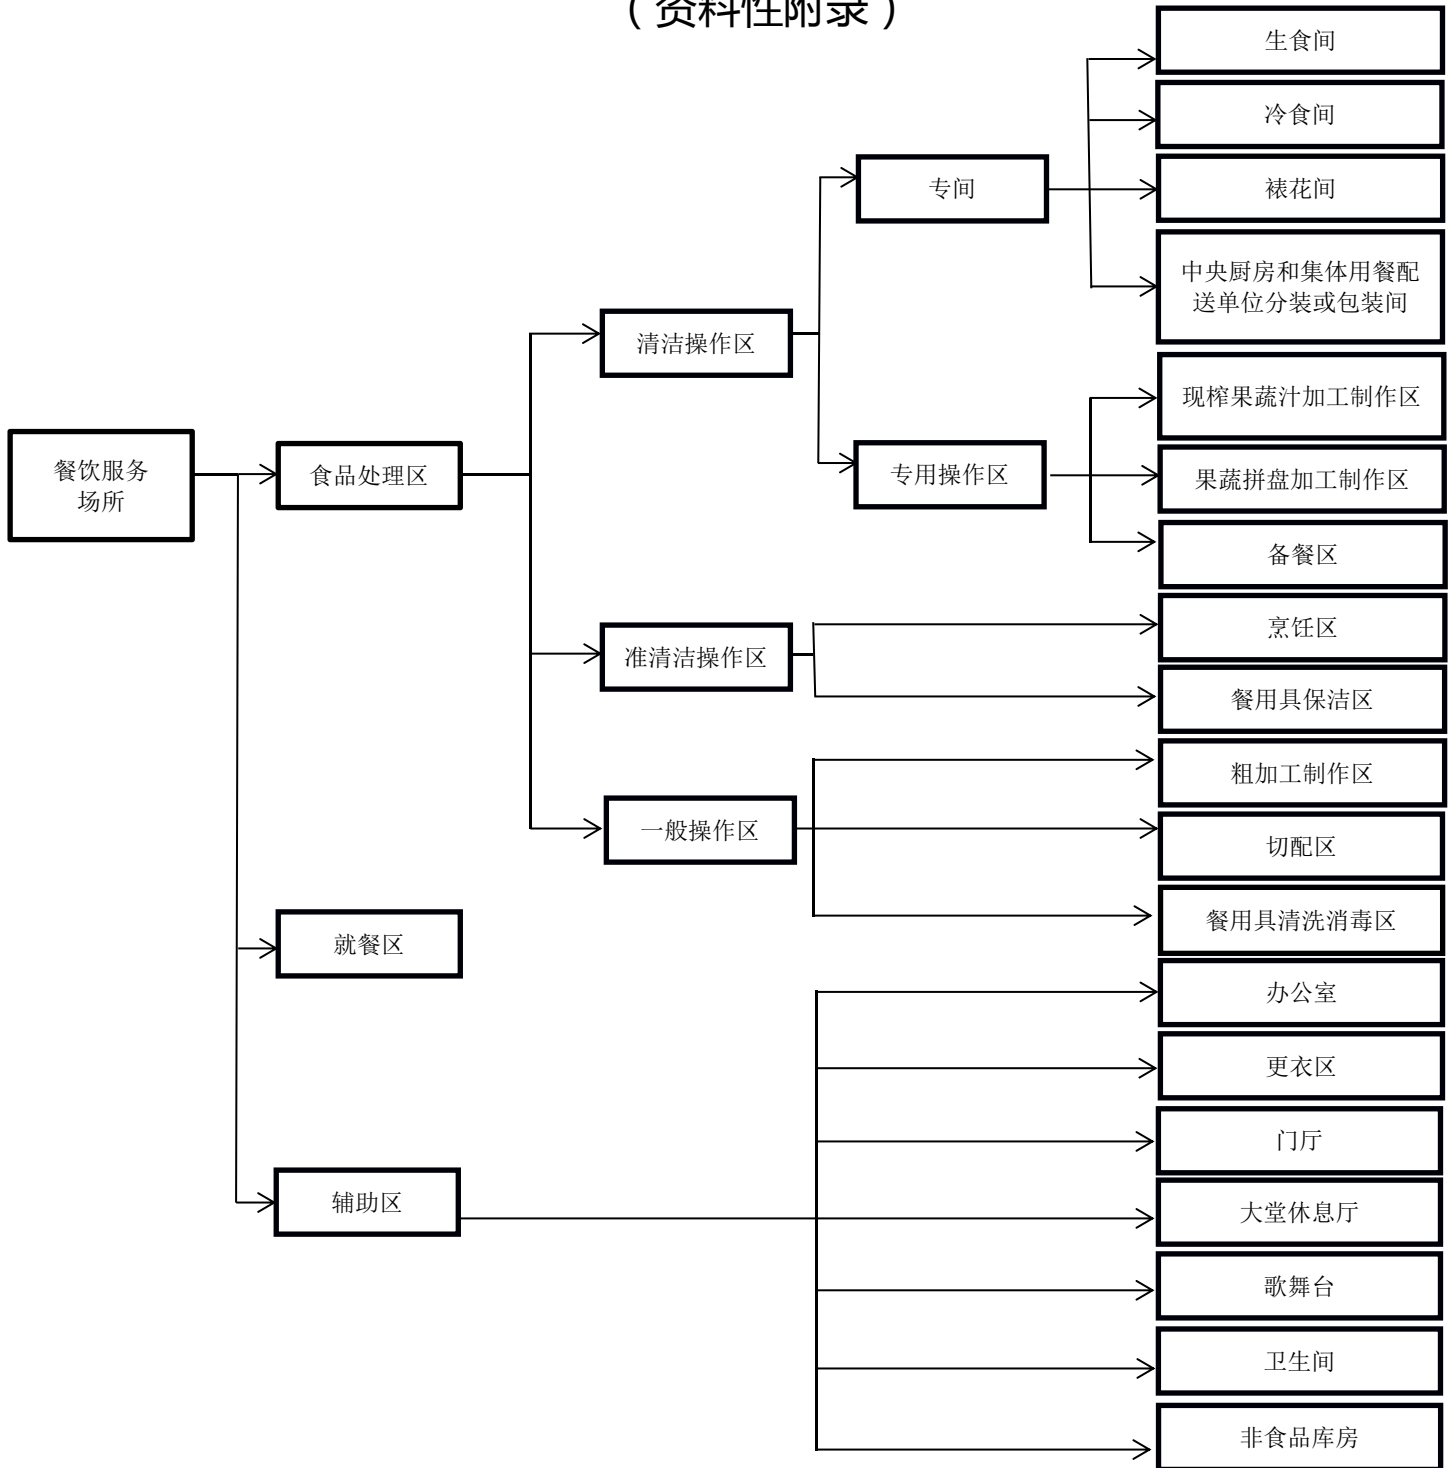 （资料性附录）
生食间
冷食间
专间
裱花间
中央厨房和集体用餐配
送单位分装或包装间
清洁操作区
现榨果蔬汁加工制作区
餐饮服务
场所
食品处理区
专用操作区
果蔬拼盘加工制作区
备餐区
烹饪区
准清洁操作区
餐用具保洁区
粗加工制作区
一般操作区
切配区
餐用具清洗消毒区
就餐区
办公室
更衣区
门厅
辅助区
大堂休息厅
歌舞台
卫生间
非食品库房